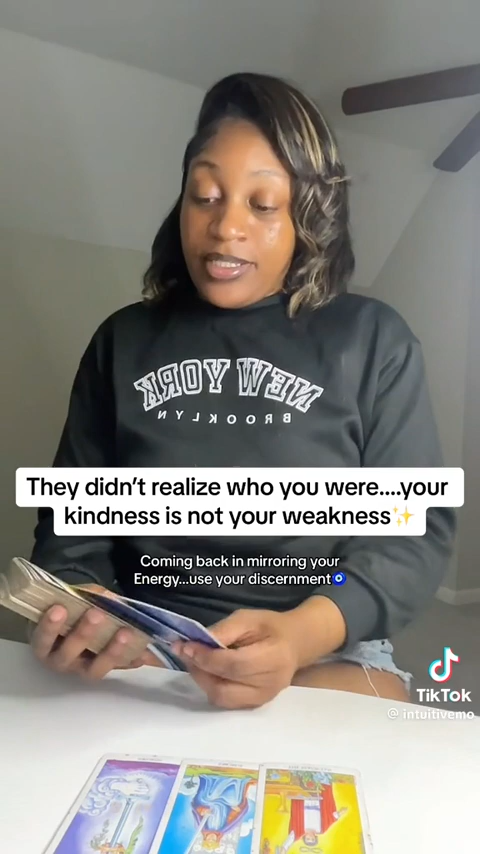 NEW YORK
BROOKLYN
They didn’t realize who you were....your
kindness is not your weakness✨
Coming back in mirroring your
Energy...use your discernment🧿
TikTok
@intuitivemo